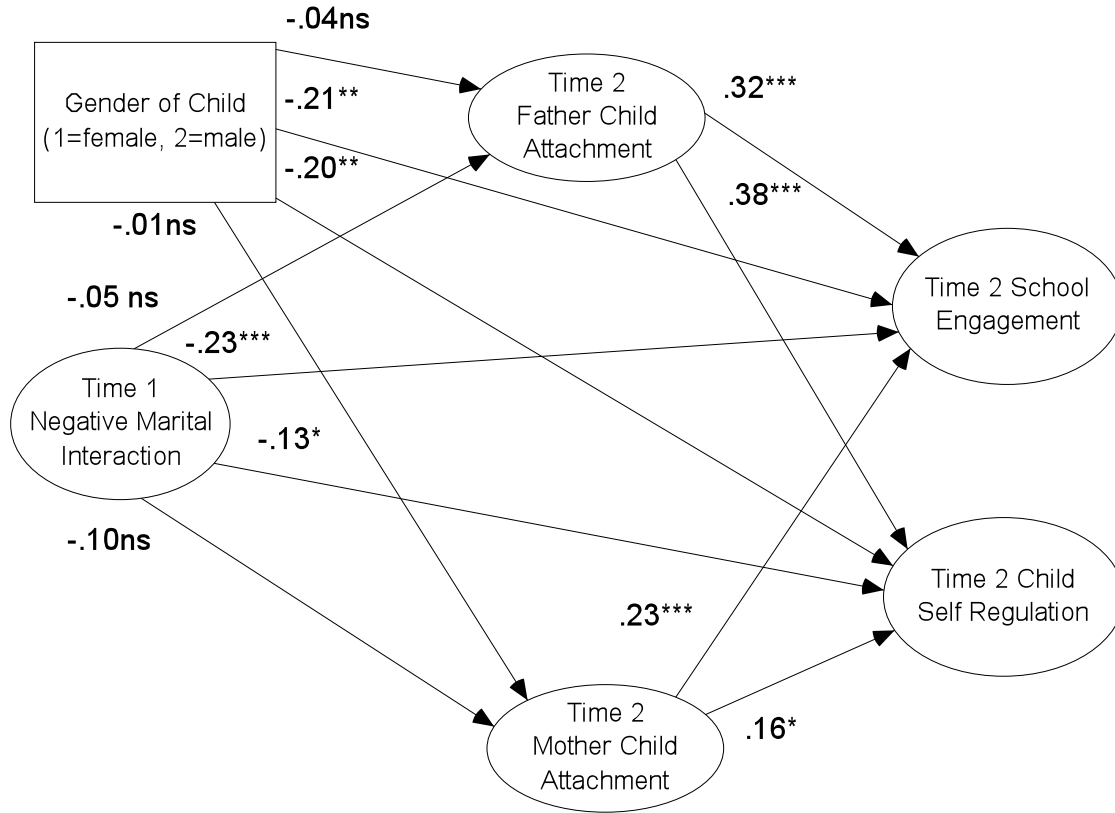 -.04ns
Gender of Child
(1=female, 2=male)
-.21**
-.20**
-.01ns
Time 2
Father Child
Attachment
.32***
.38***
-.05 ns
-.23***
Time 2 School
Engagement
Time 1
Negative Marital
Interaction
-.13*
-.10ns
Time 2 Child
Self Regulation
.23***
Time 2
Mother Child
Attachment
.16*